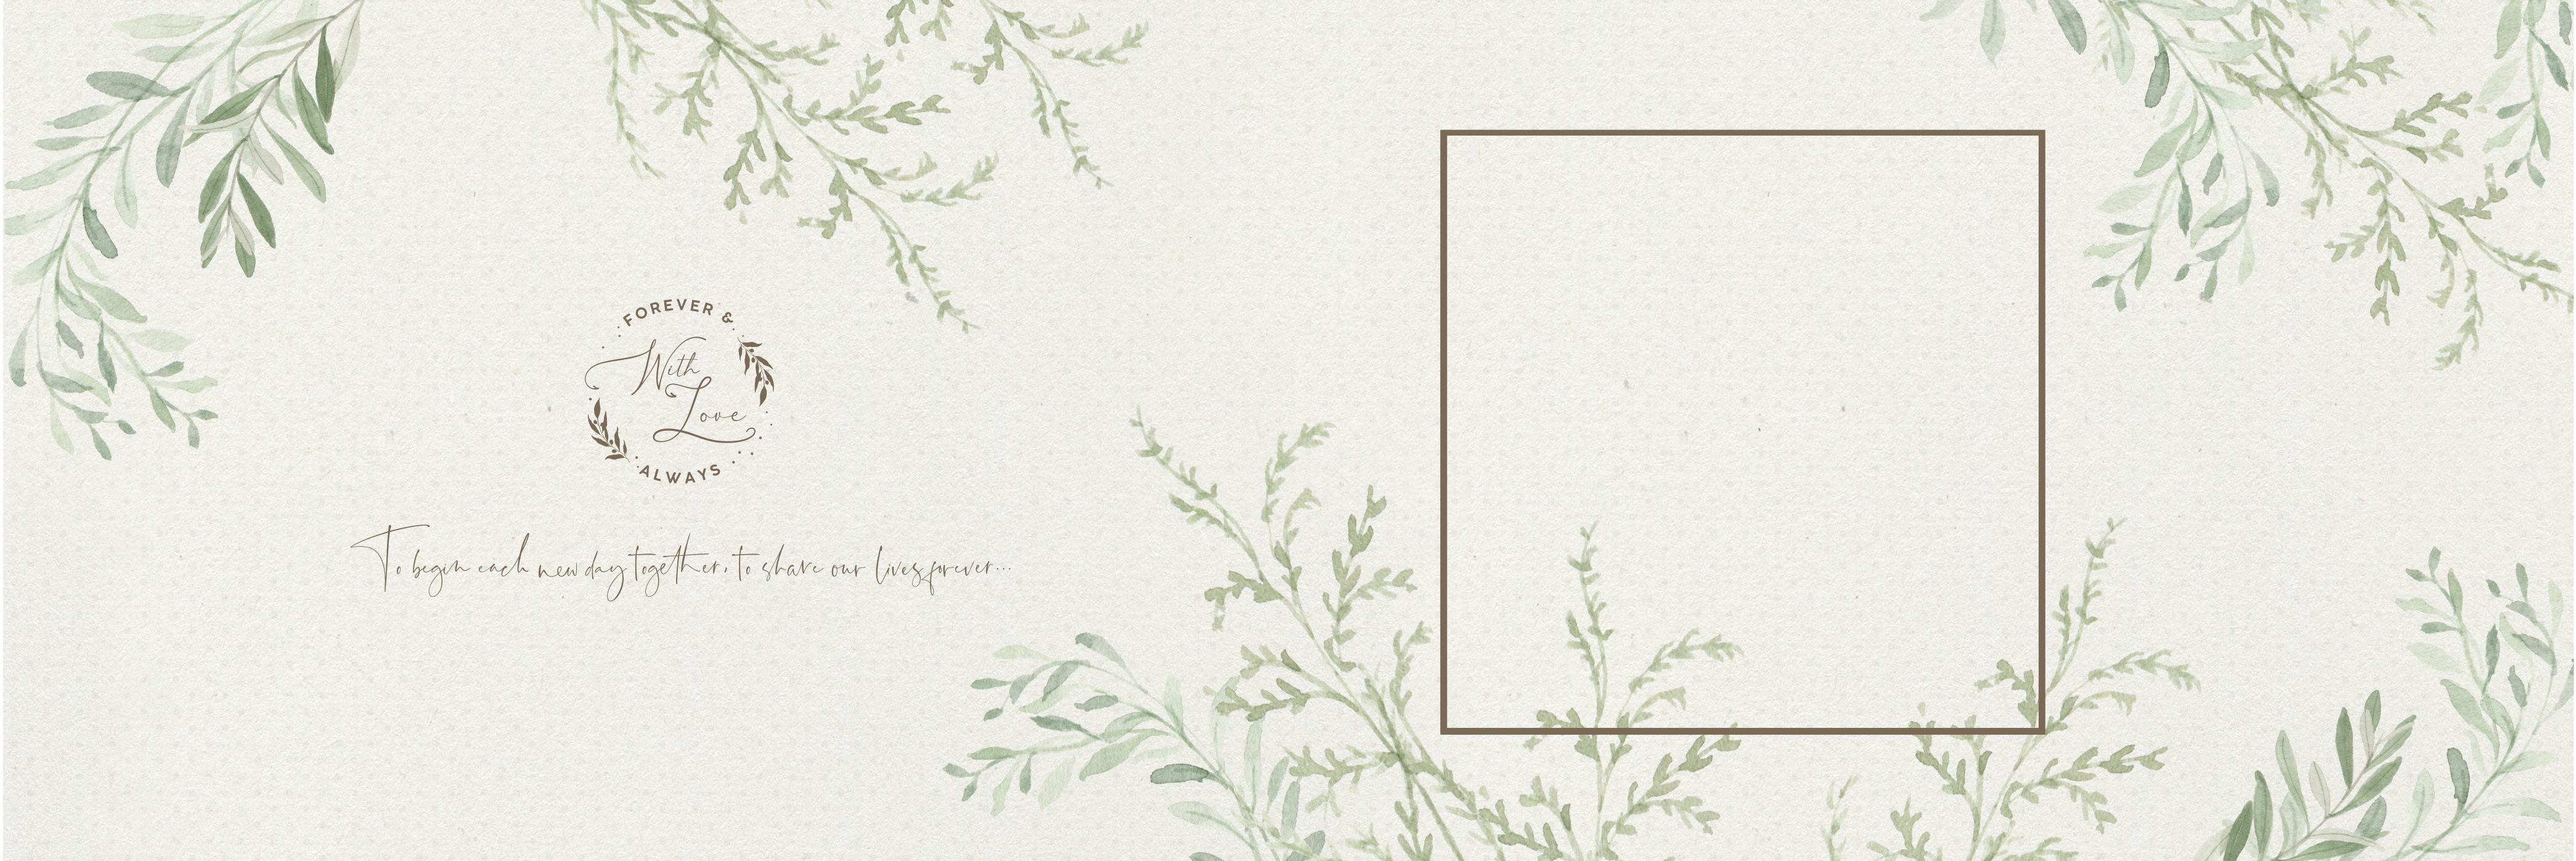 FOREVER &
With
Love
ALWAYS
To begin each new day together, to share our lives forever...